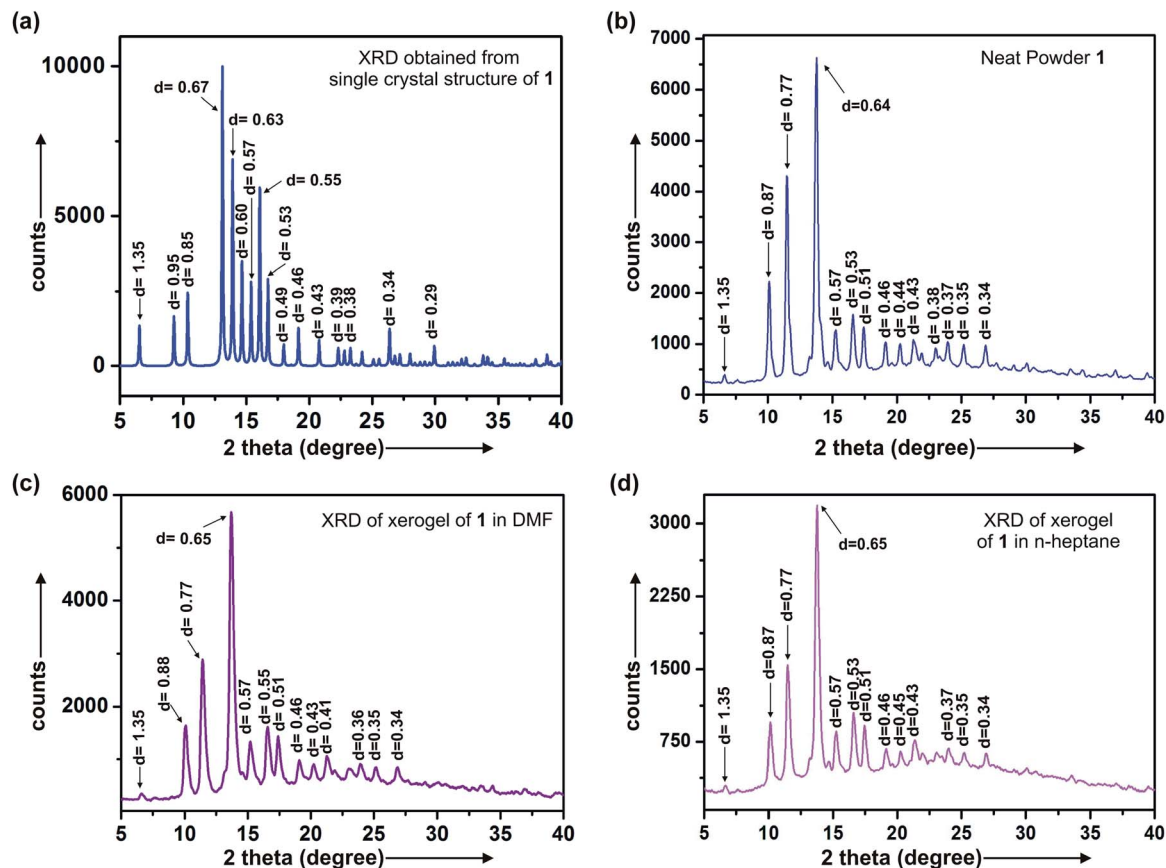 (a)
XRD obtained from
single crystal structure of 1
10000
5000
0
counts
d= 1.35
d= 0.95
d= 0.85
d= 0.67
d= 0.63
d= 0.60
d= 0.57
d= 0.55
d= 0.53
d= 0.49
d= 0.46
d= 0.43
d= 0.39
d= 0.38
d= 0.34
d= 0.29
5 10 15 20 25 30 35 40
2 theta (degree)
(b)
Neat Powder 1
7000
6000
5000
4000
3000
2000
1000
0
counts
d= 1.35
d= 0.87
d= 0.77
d=0.64
d= 0.57
d= 0.53
d= 0.51
d= 0.46
d= 0.44
d= 0.43
d= 0.38
d= 0.37
d= 0.35
d= 0.34
5 10 15 20 25 30 35 40
2 theta (degree)
(c)
XRD of xerogel of 1 in DMF
6000
4000
2000
counts
d= 1.35
d= 0.88
d= 0.77
d= 0.65
d= 0.57
d= 0.55
d= 0.51
d= 0.46
d= 0.43
d= 0.41
d=0.36
d= 0.35
d= 0.34
5 10 15 20 25 30 35 40
2 theta (degree)
(d)
XRD of xerogel
of 1 in n-heptane
3000
2250
1500
750
counts
d= 1.35
d=0.87
d=0.77
d=0.65
d=0.57
d=0.53
d=0.51
d=0.46
d=0.45
d=0.43
d=0.37
d=0.35
d=0.34
5 10 15 20 25 30 35 40
2 theta (degree)